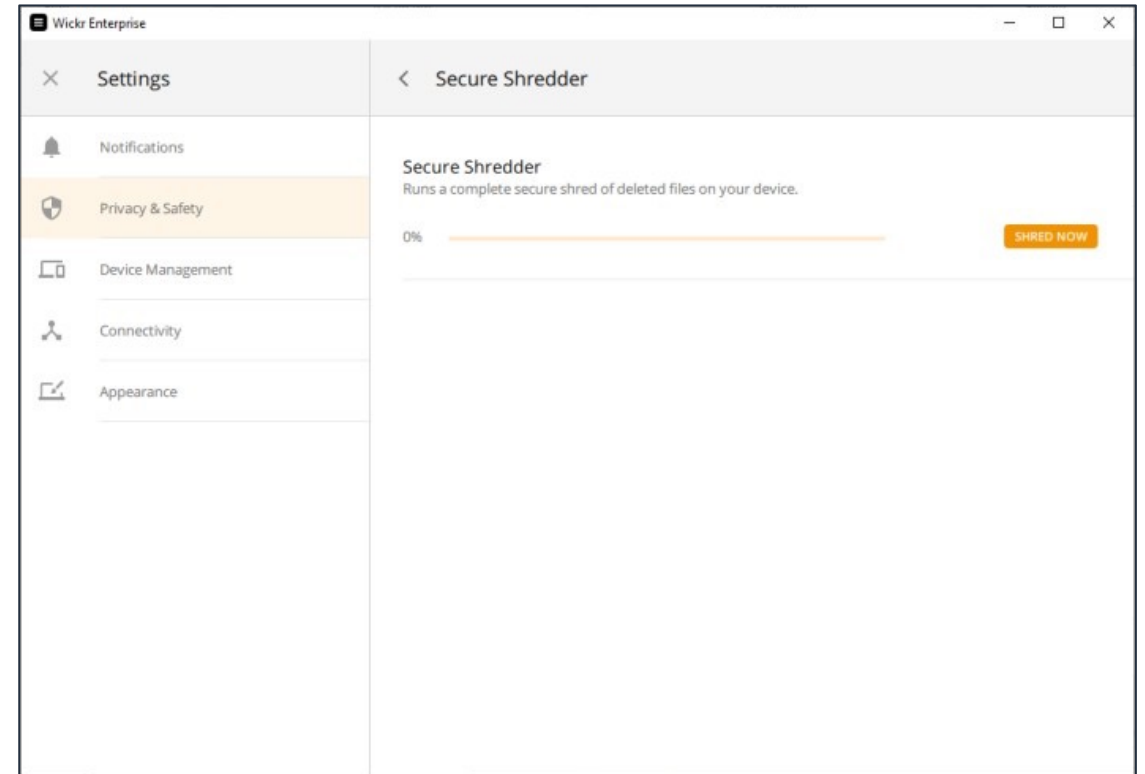 Wickr Enterprise
Settings
Secure Shredder
Notifications
Privacy & Safety
Device Management
Connectivity
Appearance
Secure Shredder
Runs a complete secure shred of deleted files on your device.
0%
SHRED NOW